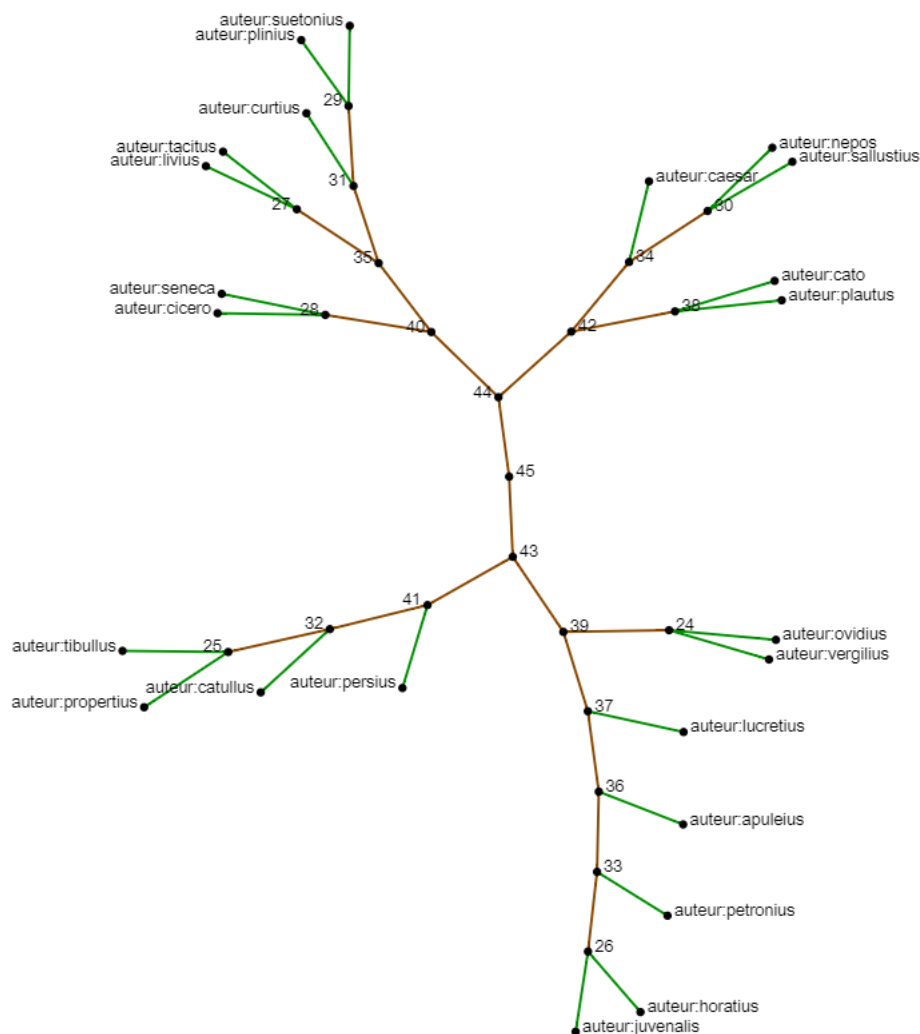 auteur:suetonius
auteur:plinius
29
auteur:curtius
auteur:tacitus
auteur:nepos
auteur:livius
auteur:sallustius
31
auteur:caesar
27
30
35
34
auteur:cato
auteur:seneca
auteur:plautus
auteur:cicero
28
38
40
42
44
45
43
41
32
39
24
auteur:ovidius
auteur:tibullus
25
auteur:vergilius
auteur:catullus
auteur:persius
auteur:propertius
37
auteur:lucretius
36
auteur:apuleius
33
auteur:petronius
26
auteur:horatius
auteur:juvenalis